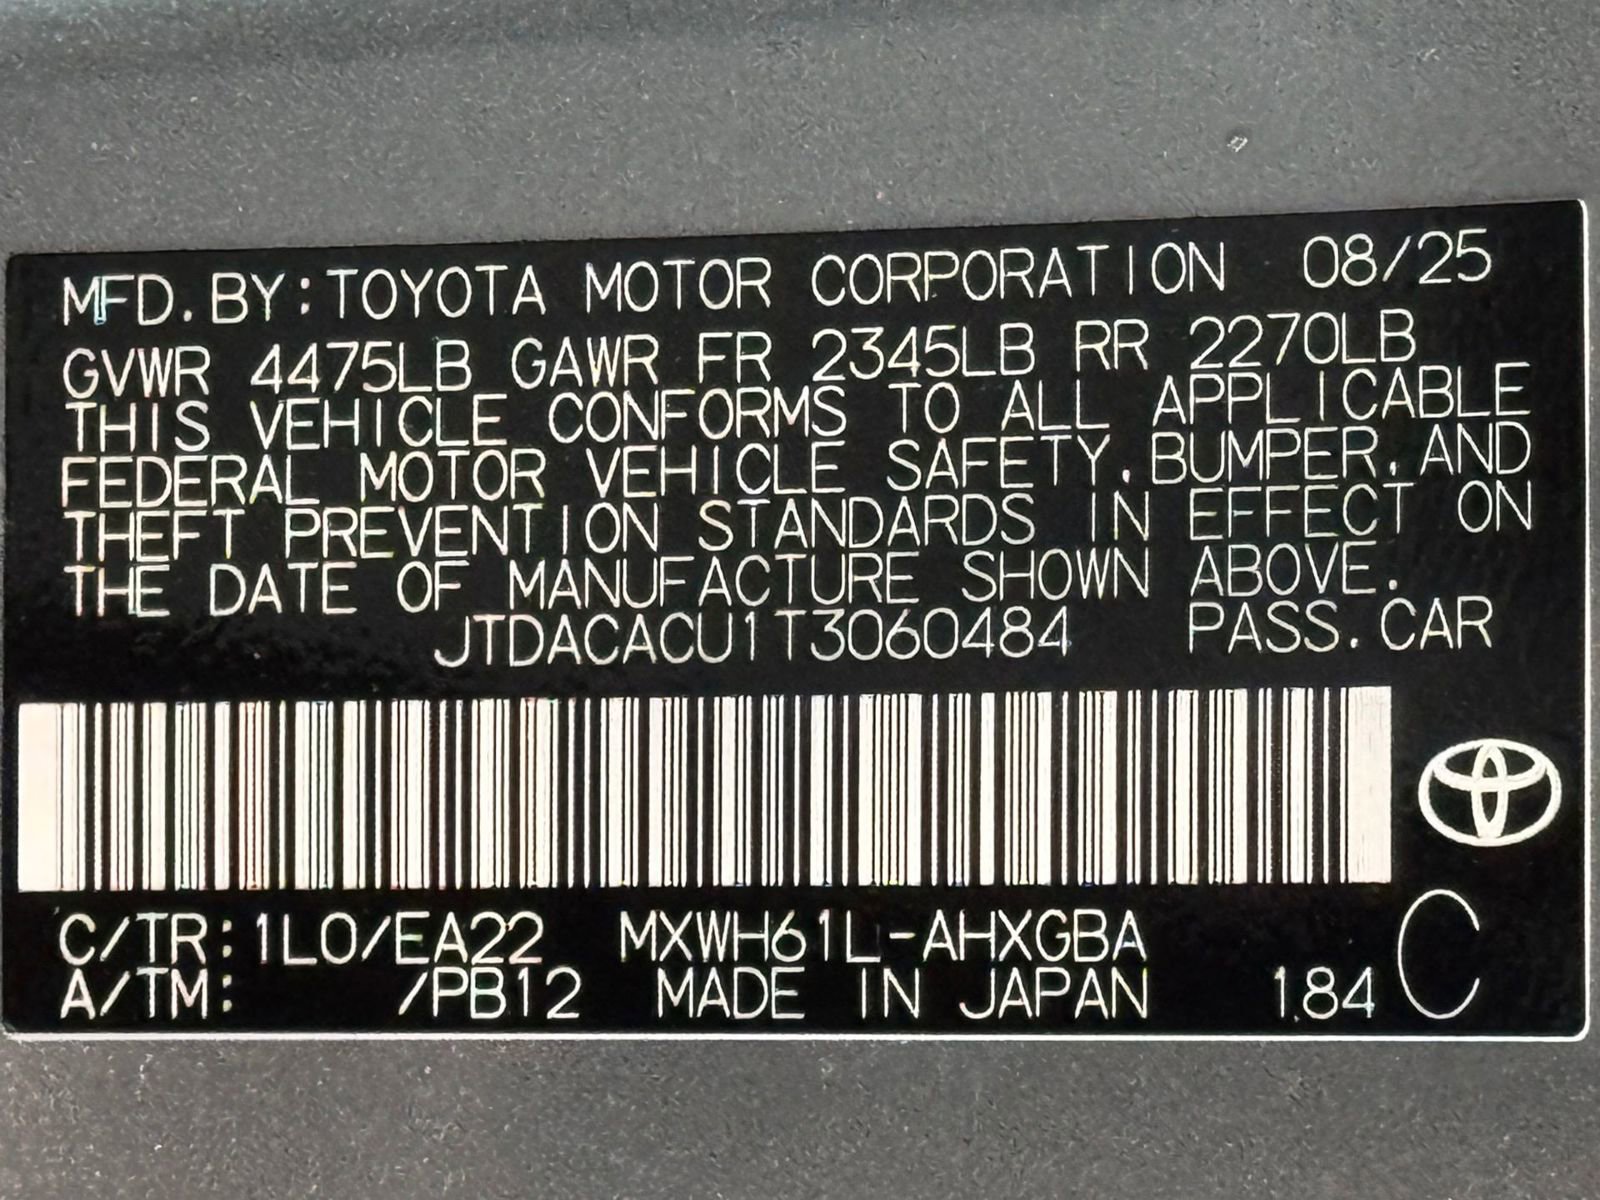 MFD. BY: TOYOTA MOTOR CORPORATION 08/25
GVWR 4475LB GAWR FR 2345LB RR 2270LB
THIS VEHICLE CONFORMS TO ALL APPLICABLE
FEDERAL MOTOR VEHICLE SAFETY, BUMPER, AND
THEFT PREVENTION STANDARDS IN EFFECT ON
THE DATE OF MANUFACTURE SHOWN ABOVE.
JTDACACU1T3060484 PASS. CAR
C/TR: 1L0/EA22 MXWH61L-AHXGBA C
A/TM: /PB12 MADE IN JAPAN 184